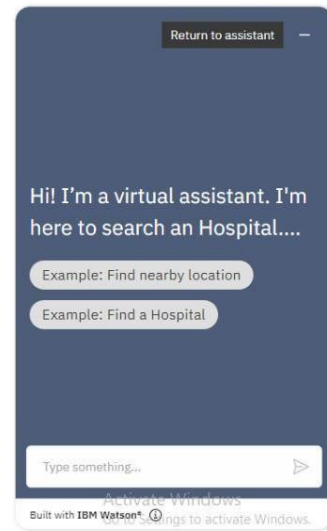 Return to assistant
Hi! I'm a virtual assistant. I'm
here to search an Hospital....
Example: Find nearby location
Example: Find a Hospital
Type something...
Activate Windows
Built with IBM Watson®
Go to Settings to activate Windows.